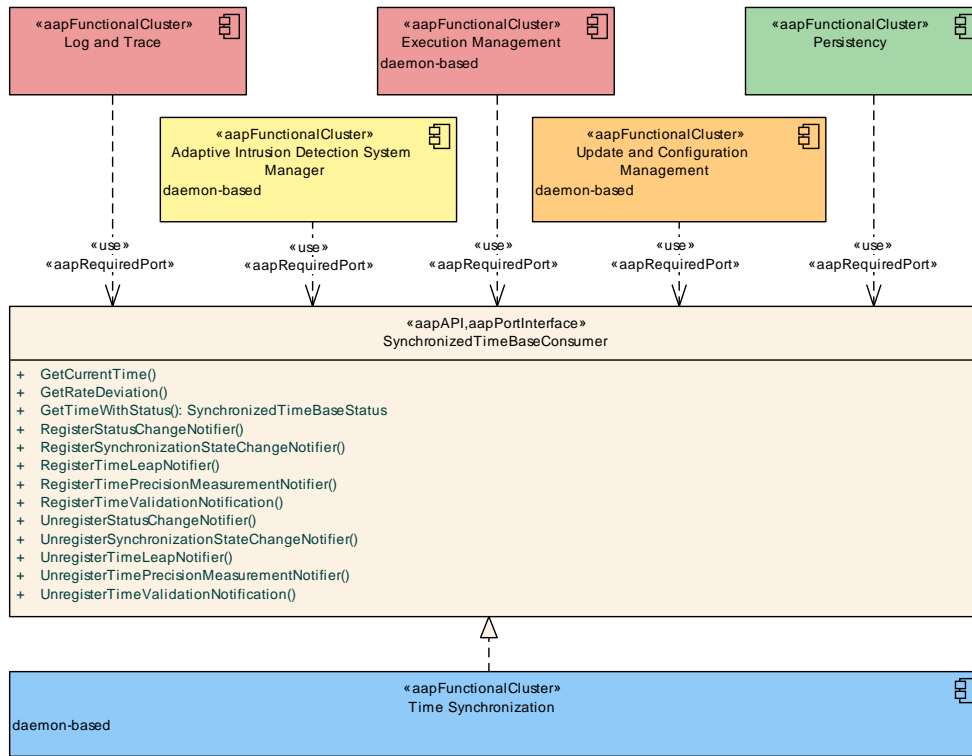 «aapFunctionalCluster»
Log and Trace
«aapFunctionalCluster»
Execution Management
daemon-based
«aapFunctionalCluster»
Persistency
«aapFunctionalCluster»
Adaptive Intrusion Detection System
Manager
daemon-based
«aapFunctionalCluster»
Update and Configuration
Management
daemon-based
«use»
«aapRequiredPort»
«use»
«aapRequiredPort»
«use»
«aapRequiredPort»
«use»
«aapRequiredPort»
«use»
«aapRequiredPort»
«aapAPI,aapPortInterface»
SynchronizedTimeBaseConsumer
+ GetCurrentTime()
+ GetRateDeviation()
+ GetTimeWithStatus(): SynchronizedTimeBaseStatus
+ RegisterStatusChangeNotifier()
+ RegisterSynchronizationStateChangeNotifier()
+ RegisterTimeLeapNotifier()
+ RegisterTimePrecisionMeasurementNotifier()
+ RegisterTimeValidationNotification()
+ UnregisterStatusChangeNotifier()
+ UnregisterSynchronizationStateChangeNotifier()
+ UnregisterTimeLeapNotifier()
+ UnregisterTimePrecisionMeasurementNotifier()
+ UnregisterTimeValidationNotification()
«aapFunctionalCluster»
Time Synchronization
daemon-based